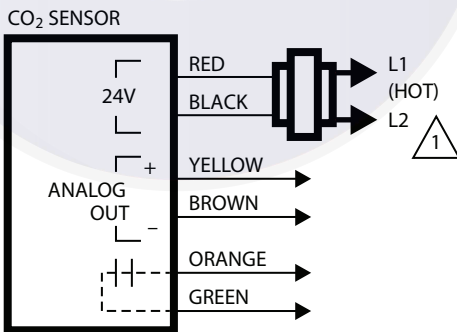 CO₂ SENSOR
RED
L1
(HOT)
24V
BLACK
L2
1
+
YELLOW
ANALOG
OUT
BROWN
–
ORANGE
GREEN